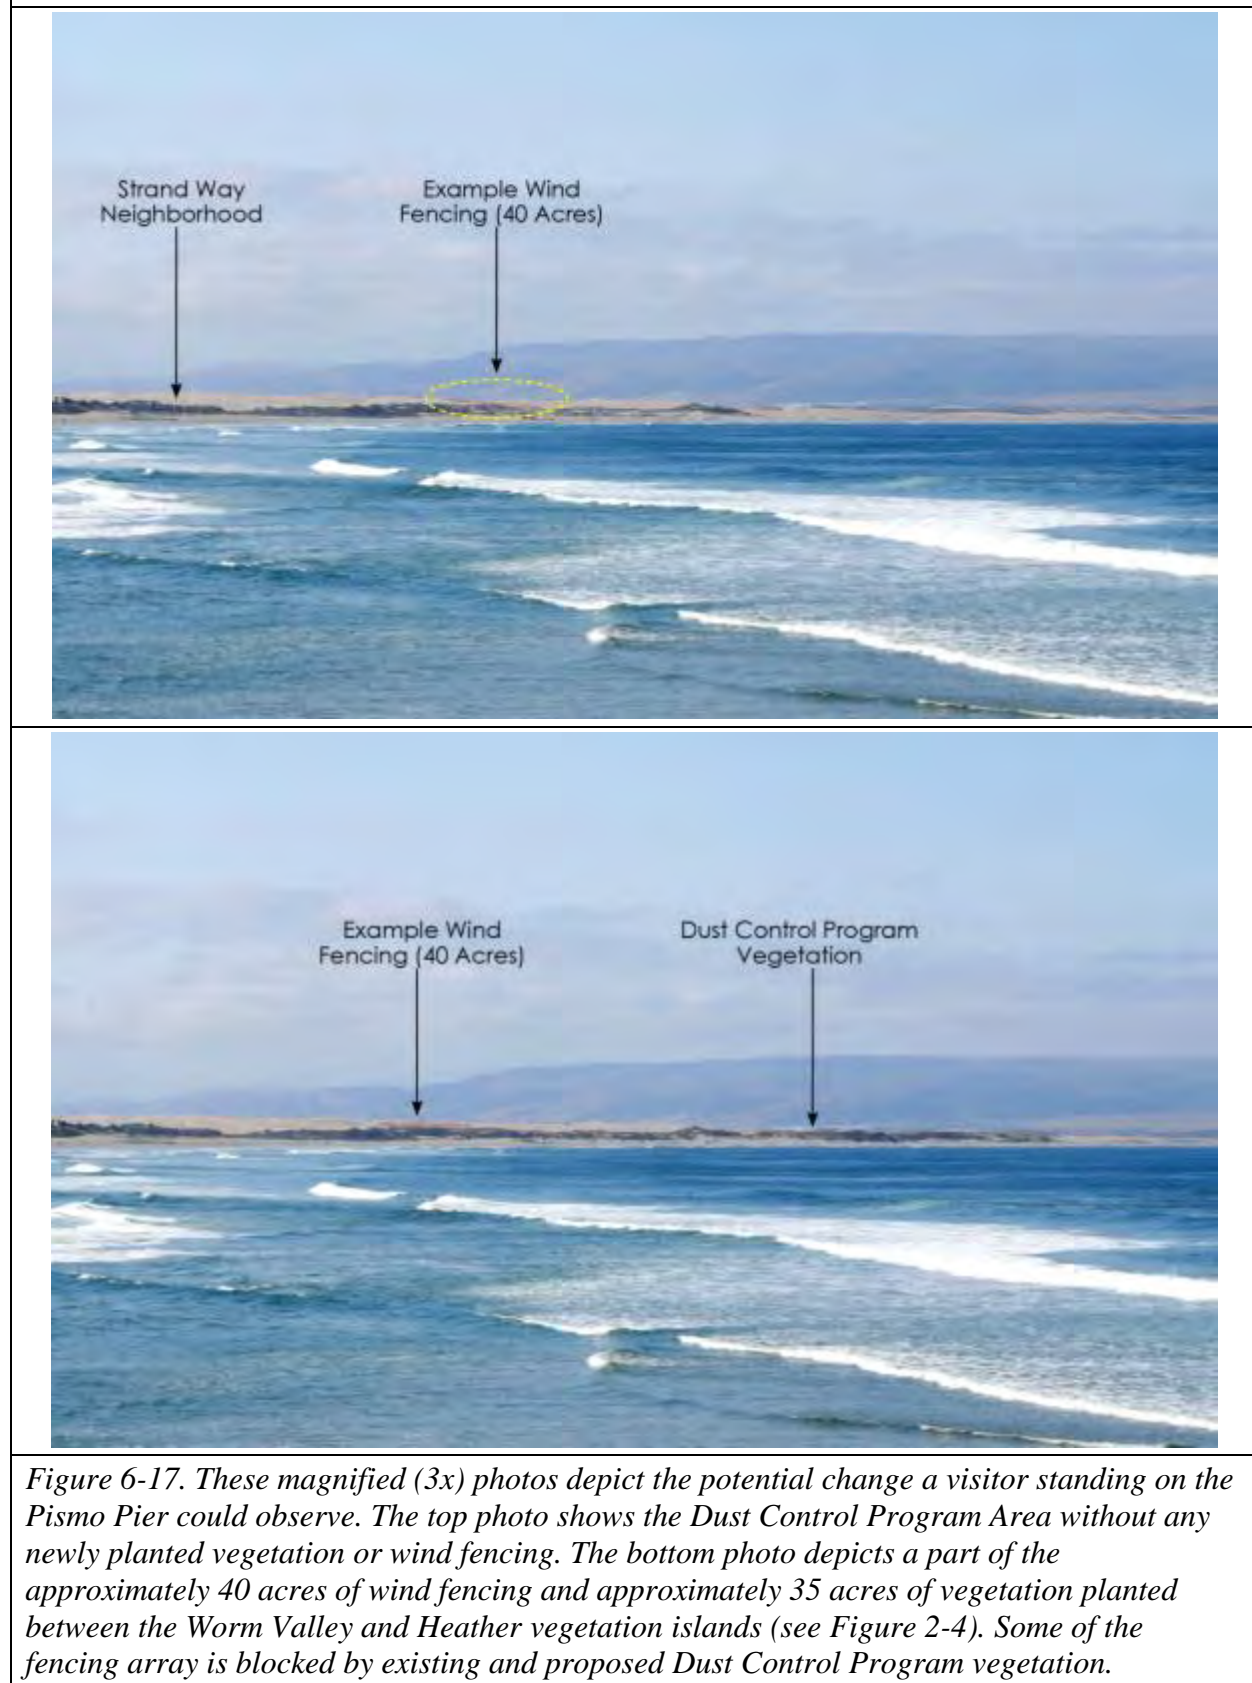 Strand Way
Neighborhood
Example Wind
Fencing (40 Acres)
Example Wind
Fencing (40 Acres)
Dust Control Program
Vegetation
Figure 6-17. These magnified (3x) photos depict the potential change a visitor standing on the
Pismo Pier could observe. The top photo shows the Dust Control Program Area without any
newly planted vegetation or wind fencing. The bottom photo depicts a part of the
approximately 40 acres of wind fencing and approximately 35 acres of vegetation planted
between the Worm Valley and Heather vegetation islands (see Figure 2-4). Some of the
fencing array is blocked by existing and proposed Dust Control Program vegetation.